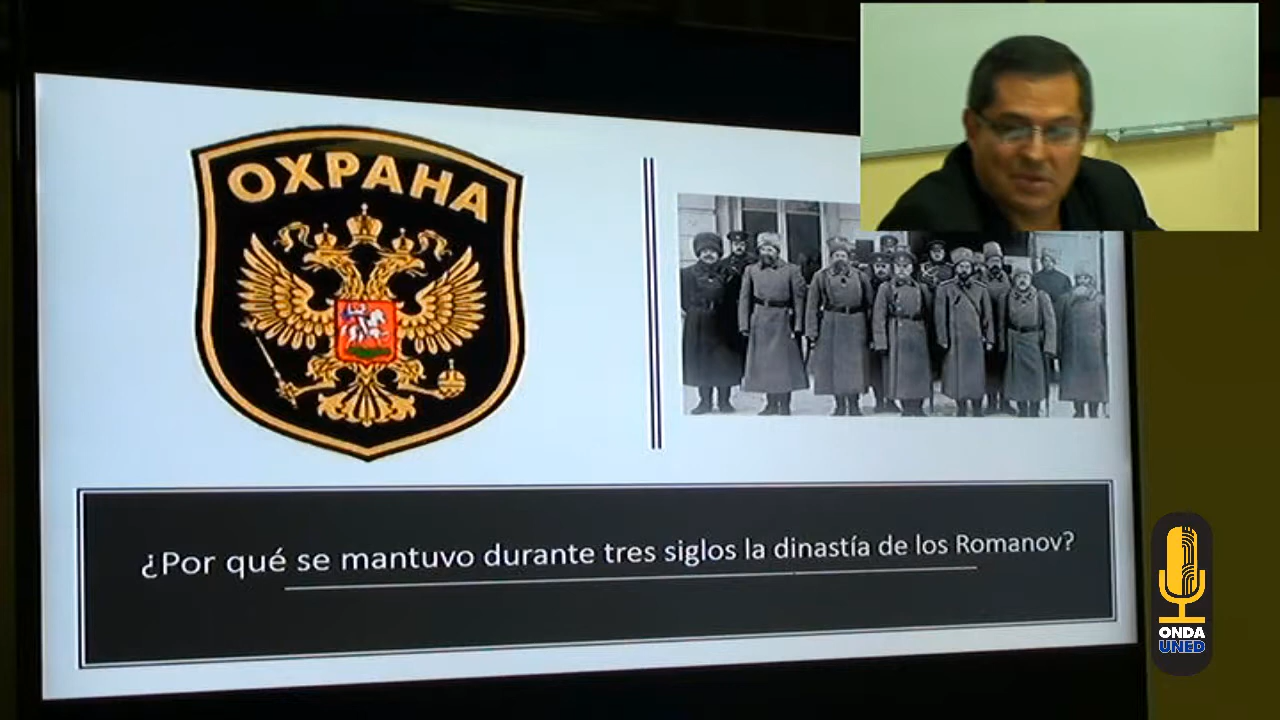 ОХРАНА
¿Por qué se mantuvo durante tres siglos la dinastía de los Romanov?
ONDA
UNED